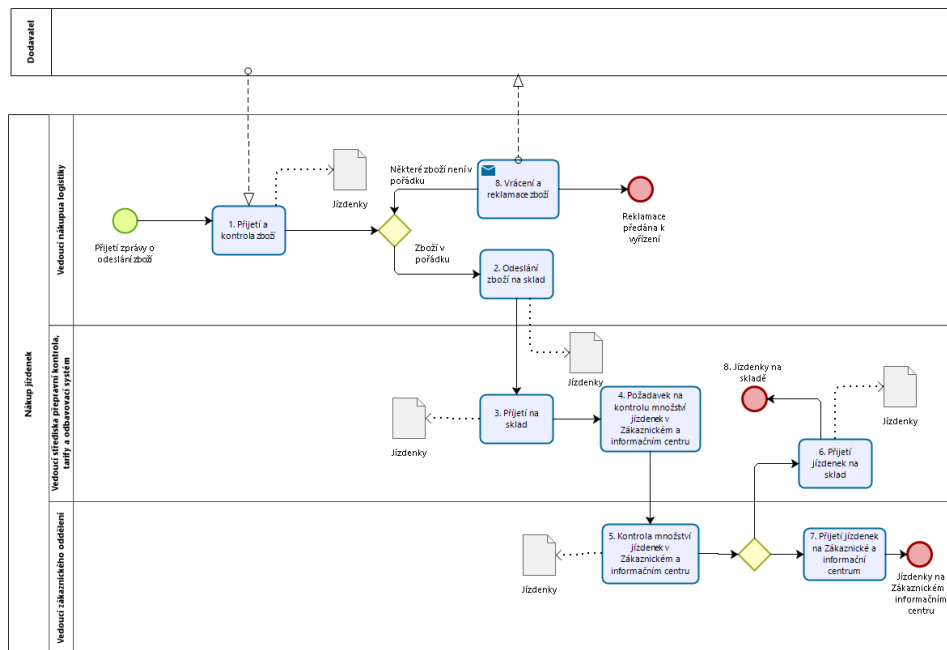 Dodavatel
Nákup jízdenek
Vedoucí nákupua logistiky
Přijetí zprávy o
odeslání zboží
1. Přijetí a
kontrola zboží
Jízdenky
Některé zboží není v
pořádku
8. Vrácení a
reklamace zboží
Reklamace
předána k
vyřízení
Zboží v
pořádku
2. Odeslání
zboží na sklad
Vedoucí střediska přepravní kontrola,
tarify a odbavovací systém
Jízdenky
3. Příjetí na
sklad
Jízdenky
4. Požadavek na
kontrolu množství
jízdenek v
Zákaznickém a
informačním centru
8. Jízdenky na
skladě
Jízdenky
6. Přijetí
jízdenek na
sklad
Vedoucí zákaznického oddělení
Jízdenky
5. Kontrola množství
jízdenek v
Zákaznickém a
informačním centru
7. Přijetí jízdenek
na Zákaznické a
informační
centrum
Jízdenky na
Zákaznickém
informačním
centru